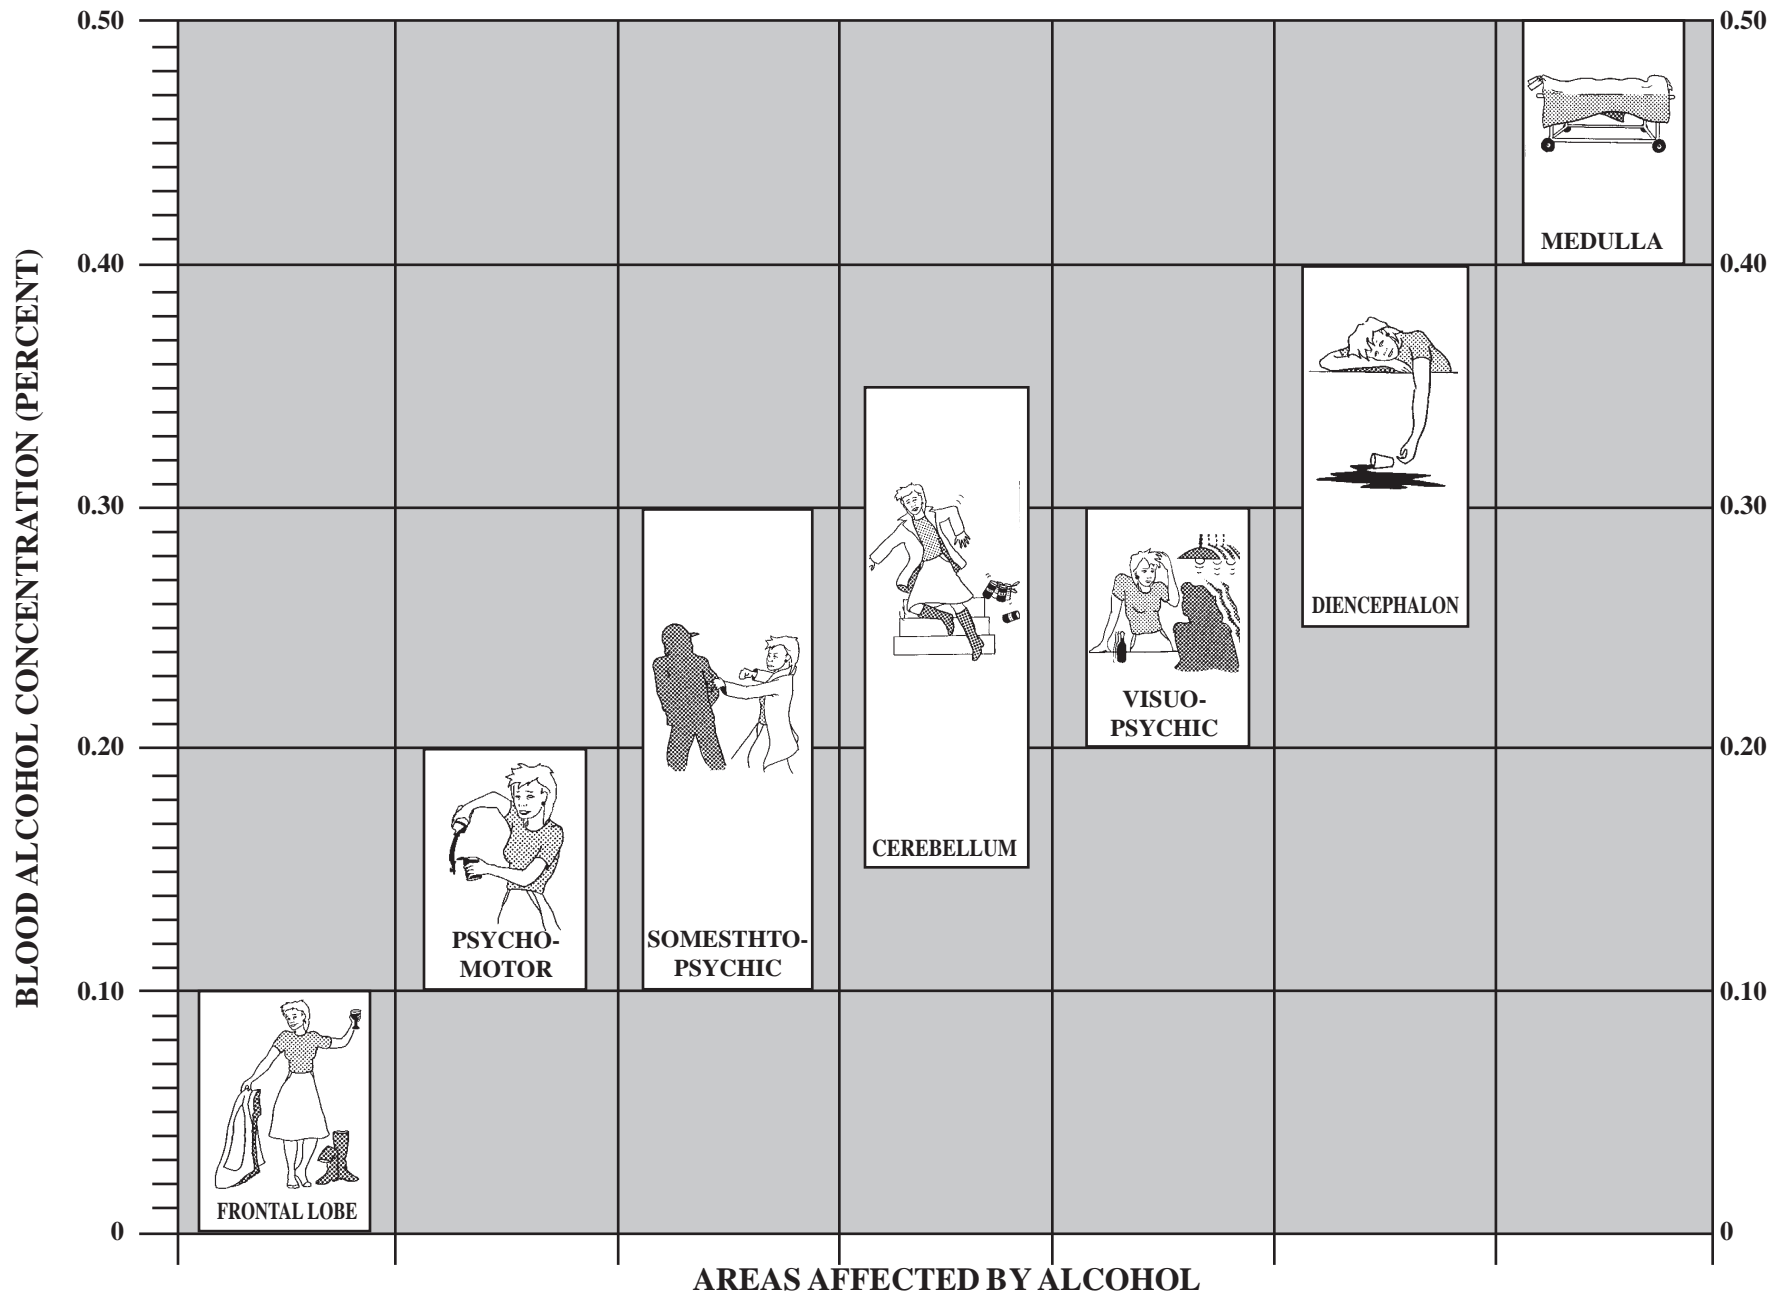 0.50
0.50
MEDULLA
0.40
0.40
BLOOD ALCOHOL CONCENTRATION (PERCENT)
0.30
0.30
DIENCEPHALON
VISUO-
PSYCHIC
0.20
0.20
CEREBELLUM
SOMESTHTO-
PSYCHIC
PSYCHO-
MOTOR
0.10
0.10
FRONTAL LOBE
0
0
AREAS AFFECTED BY ALCOHOL